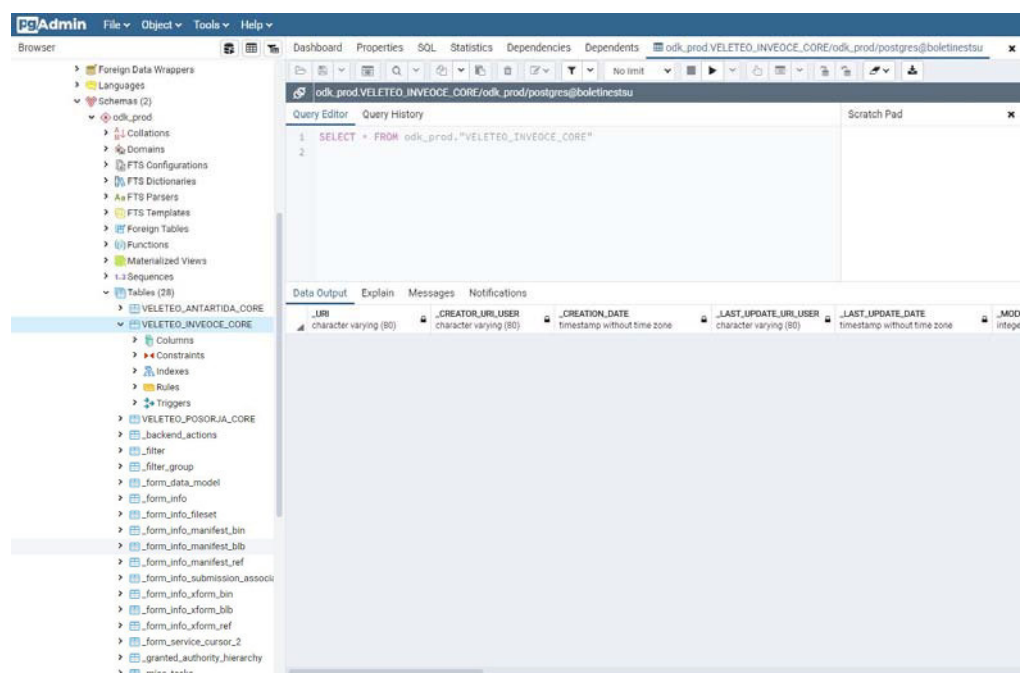 pgAdmin File Object Tools Help
Browser
Dashboard Properties SQL Statistics Dependencies Dependents odk_prod.VELETEO_INVEOCE_CORE/odk_prod/postgres@boletinestsu
No limit
odk_prod.VELETEO_INVEOCE_CORE/odk_prod/postgres@boletinestsu
Query Editor Query History Scratch Pad
1 SELECT * FROM odk_prod."VELETEO_INVEOCE_CORE"
2
Foreign Data Wrappers
Languages
Schemas (2)
odk_prod
Collations
Domains
FTS Configurations
FTS Dictionaries
FTS Parsers
FTS Templates
Foreign Tables
Functions
Materialized Views
1..3 Sequences
Tables (28)
VELETEO_ANTARTIDA_CORE
VELETEO_INVEOCE_CORE
Columns
Constraints
Indexes
Rules
Triggers
VELETEO_POSORJA_CORE
_backend_actions
_filter
_filter_group
_form_data_model
_form_info
_form_info_fileset
_form_info_manifest_bin
_form_info_manifest_blb
_form_info_manifest_ref
_form_info_submission_associa
_form_info_xform_bin
_form_info_xform_blb
_form_info_xform_ref
_form_service_cursor_2
_granted_authority_hierarchy
Data Output Explain Messages Notifications
_URI _CREATOR_URI_USER _CREATION_DATE _LAST_UPDATE_URI_USER _LAST_UPDATE_DATE _MOD
character varying (80) character varying (80) timestamp without time zone character varying (80) timestamp without time zone intege